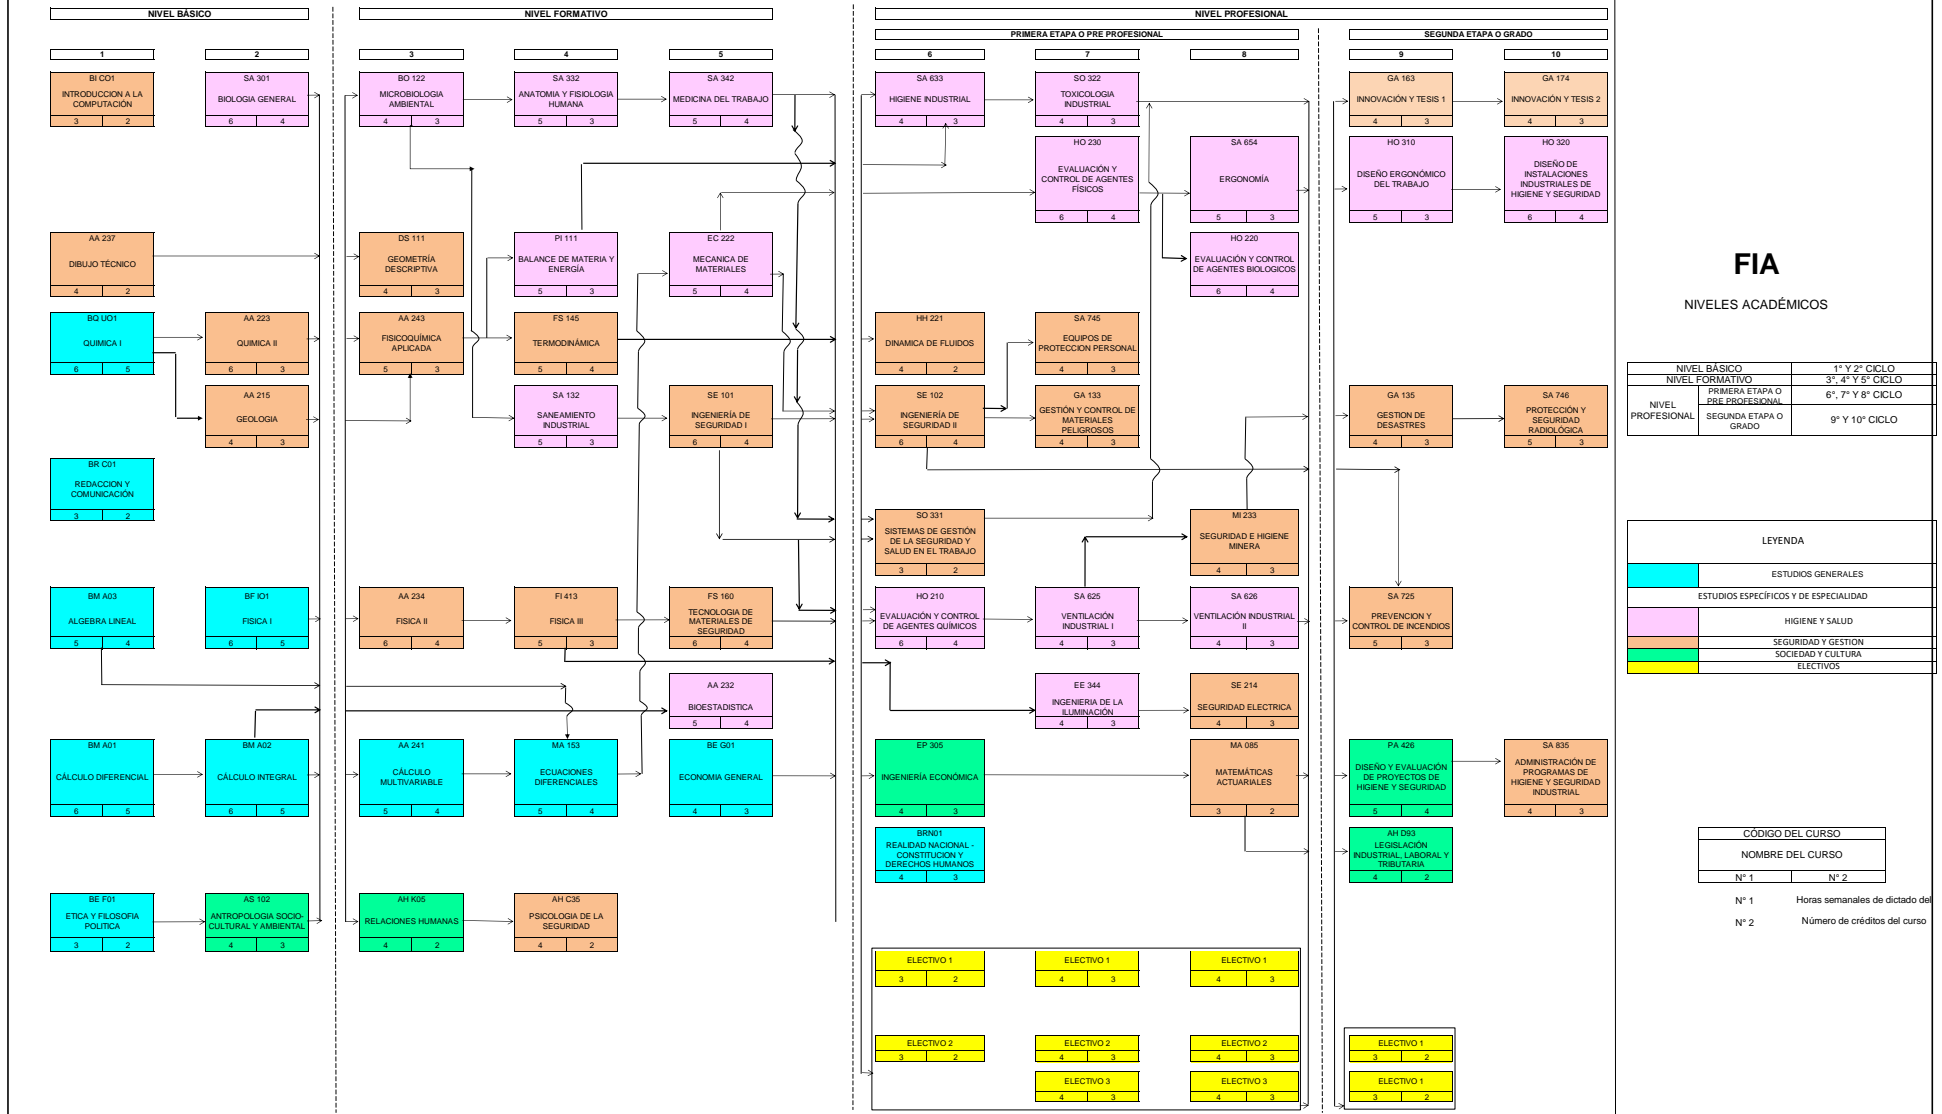 NIVEL BÁSICO
NIVEL FORMATIVO
NIVEL PROFESIONAL
PRIMERA ETAPA O PRE PROFESIONAL
SEGUNDA ETAPA O GRADO
1
2
3
4
5
6
7
8
9
10
BI CO1
INTRODUCCION A LA
COMPUTACIÓN
3 2
SA 301
BIOLOGIA GENERAL
6 4
BO 122
MICROBIOLOGIA
AMBIENTAL
4 3
SA 332
ANATOMIA Y FISIOLOGIA
HUMANA
5 3
SA 342
MEDICINA DEL TRABAJO
5 4
SA 633
HIGIENE INDUSTRIAL
4 3
SO 322
TOXICOLOGIA
INDUSTRIAL
4 3
GA 163
INNOVACIÓN Y TESIS 1
4 3
GA 174
INNOVACIÓN Y TESIS 2
4 3
HO 230
EVALUACIÓN Y
CONTROL DE AGENTES
FÍSICOS
6 4
SA 654
ERGONOMÍA
5 3
HO 310
DISEÑO ERGONÓMICO
DEL TRABAJO
5 3
HO 320
DISEÑO DE
INSTALACIONES
INDUSTRIALES DE
HIGIENE Y SEGURIDAD
6 4
AA 237
DIBUJO TÉCNICO
4 2
DS 111
GEOMETRÍA
DESCRIPTIVA
4 3
PI 111
BALANCE DE MATERIA Y
ENERGÍA
5 3
EC 222
MECANICA DE
MATERIALES
5 4
HO 220
EVALUACIÓN Y CONTROL
DE AGENTES BIOLOGICOS
6 4
BQ UO1
QUIMICA I
6 5
AA 223
QUIMICA II
6 3
AA 243
FISICOQUÍMICA
APLICADA
5 3
FS 145
TERMODINÁMICA
5 4
HH 221
DINAMICA DE FLUIDOS
4 2
SA 745
EQUIPOS DE
PROTECCION PERSONAL
4 3
AA 215
GEOLOGIA
4 3
SA 132
SANEAMIENTO
INDUSTRIAL
5 3
SE 101
INGENIERÍA DE
SEGURIDAD I
6 4
SE 102
INGENIERÍA DE
SEGURIDAD II
6 4
GA 133
GESTIÓN Y CONTROL DE
MATERIALES
PELIGROSOS
4 3
GA 135
GESTION DE
DESASTRES
4 3
SA 746
PROTECCIÓN Y
SEGURIDAD
RADIOLÓGICA
5 3
BR C01
REDACCION Y
COMUNICACIÓN
3 2
SO 331
SISTEMAS DE GESTIÓN
DE LA SEGURIDAD Y
SALUD EN EL TRABAJO
3 2
MI 233
SEGURIDAD E HIGIENE
MINERA
4 3
BM A03
ALGEBRA LINEAL
5 4
BF IO1
FISICA I
6 5
AA 234
FISICA II
6 4
FI 413
FISICA III
5 3
FS 160
TECNOLOGIA DE
MATERIALES DE
SEGURIDAD
6 4
HO 210
EVALUACIÓN Y CONTROL
DE AGENTES QUÍMICOS
6 4
SA 625
VENTILACIÓN
INDUSTRIAL I
4 3
SA 626
VENTILACIÓN INDUSTRIAL
II
4 3
SA 725
PREVENCION Y
CONTROL DE INCENDIOS
5 3
AA 232
BIOESTADISTICA
5 4
EE 344
INGENIERIA DE LA
ILUMINACIÓN
4 3
SE 214
SEGURIDAD ELECTRICA
4 3
BM A01
CÁLCULO DIFERENCIAL
6 5
BM A02
CÁLCULO INTEGRAL
6 5
AA 241
CÁLCULO
MULTIVARIABLE
5 4
MA 153
ECUACIONES
DIFERENCIALES
5 4
BE G01
ECONOMIA GENERAL
4 3
EP 305
INGENIERÍA ECONÓMICA
4 3
MA 085
MATEMÁTICAS
ACTUARIALES
3 2
PA 426
DISEÑO Y EVALUACIÓN
DE PROYECTOS DE
HIGIENE Y SEGURIDAD
5 4
SA 835
ADMINISTRACIÓN DE
PROGRAMAS DE
HIGIENE Y SEGURIDAD
INDUSTRIAL
4 3
BRN01
REALIDAD NACIONAL -
CONSTITUCION Y
DERECHOS HUMANOS
4 3
AH D93
LEGISLACIÓN
INDUSTRIAL, LABORAL Y
TRIBUTARIA
4 2
BE F01
ETICA Y FILOSOFIA
POLITICA
3 2
AS 102
ANTROPOLOGIA SOCIO-
CULTURAL Y AMBIENTAL
4 3
AH K05
RELACIONES HUMANAS
4 2
AH C35
PSICOLOGIA DE LA
SEGURIDAD
4 2
ELECTIVO 1
3 2
ELECTIVO 1
4 3
ELECTIVO 1
4 3
ELECTIVO 2
3 2
ELECTIVO 2
4 3
ELECTIVO 2
4 3
ELECTIVO 1
3 2
ELECTIVO 3
4 3
ELECTIVO 3
4 3
ELECTIVO 1
3 2
FIA
NIVELES ACADÉMICOS
NIVEL BÁSICO 1° Y 2° CICLO
NIVEL FORMATIVO 3°, 4° Y 5° CICLO
NIVEL
PROFESIONAL
PRIMERA ETAPA O
PRE PROFESIONAL
6°, 7° Y 8° CICLO
SEGUNDA ETAPA O
GRADO
9° Y 10° CICLO
LEYENDA
ESTUDIOS GENERALES
ESTUDIOS ESPECÍFICOS Y DE ESPECIALIDAD
HIGIENE Y SALUD
SEGURIDAD Y GESTION
SOCIEDAD Y CULTURA
ELECTIVOS
CÓDIGO DEL CURSO
NOMBRE DEL CURSO
N° 1 N° 2
N° 1 Horas semanales de dictado del
N° 2 Número de créditos del curso